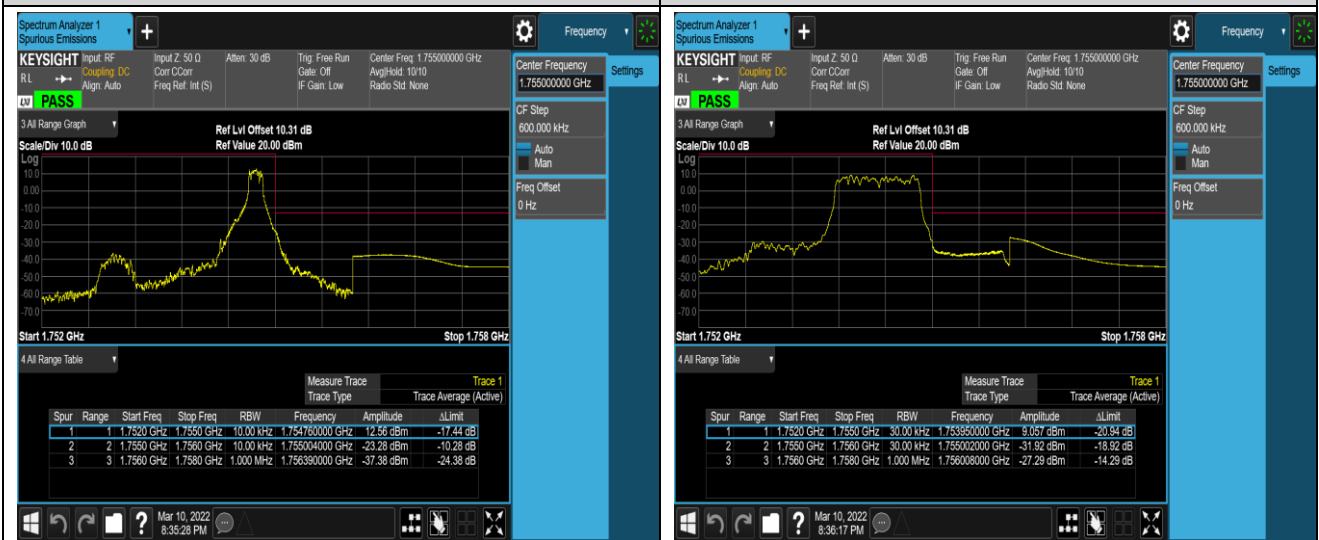 Spectrum Analyzer 1
Spurious Emissions
Frequency
KEYSIGHT Input: RF Input Z: 50 Ω Atten: 30 dB Trig: Free Run Center Freq: 1.755000000 GHz
RL Coupling: DC Corr CCorr Gate: Off Avg|Hold: 10/10
Align: Auto Freq Ref: Int (S) IF Gain: Low Radio Std: None
LXI PASS
Center Frequency
1.755000000 GHz
Settings
CF Step
600.000 kHz
Auto
Man
Freq Offset
0 Hz
3 All Range Graph
Ref Lvl Offset 10.31 dB
Scale/Div 10.0 dB Ref Value 20.00 dBm
Log
10.0
0.00
-10.0
-20.0
-30.0
-40.0
-50.0
-60.0
-70.0
Start 1.752 GHz Stop 1.758 GHz
4 All Range Table
Measure Trace Trace 1
Trace Type Trace Average (Active)
Spur Range Start Freq Stop Freq RBW Frequency Amplitude ΔLimit
1 1 1.7520 GHz 1.7550 GHz 10.00 kHz 1.754760000 GHz 12.56 dBm -17.44 dB
2 2 1.7550 GHz 1.7560 GHz 10.00 kHz 1.755004000 GHz -23.28 dBm -10.28 dB
3 3 1.7560 GHz 1.7580 GHz 1.000 MHz 1.756390000 GHz -37.38 dBm -24.38 dB
?
Mar 10, 2022
8:35:28 PM
Spectrum Analyzer 1
Spurious Emissions
Frequency
KEYSIGHT Input: RF Input Z: 50 Ω Atten: 30 dB Trig: Free Run Center Freq: 1.755000000 GHz
RL Coupling: DC Corr CCorr Gate: Off Avg|Hold: 10/10
Align: Auto Freq Ref: Int (S) IF Gain: Low Radio Std: None
LXI PASS
Center Frequency
1.755000000 GHz
Settings
CF Step
600.000 kHz
Auto
Man
Freq Offset
0 Hz
3 All Range Graph
Ref Lvl Offset 10.31 dB
Scale/Div 10.0 dB Ref Value 20.00 dBm
Log
10.0
0.00
-10.0
-20.0
-30.0
-40.0
-50.0
-60.0
-70.0
Start 1.752 GHz Stop 1.758 GHz
4 All Range Table
Measure Trace Trace 1
Trace Type Trace Average (Active)
Spur Range Start Freq Stop Freq RBW Frequency Amplitude ΔLimit
1 1 1.7520 GHz 1.7550 GHz 30.00 kHz 1.753950000 GHz 9.057 dBm -20.94 dB
2 2 1.7550 GHz 1.7560 GHz 30.00 kHz 1.755002000 GHz -31.92 dBm -18.92 dB
3 3 1.7560 GHz 1.7580 GHz 1.000 MHz 1.756008000 GHz -27.29 dBm -14.29 dB
?
Mar 10, 2022
8:36:17 PM